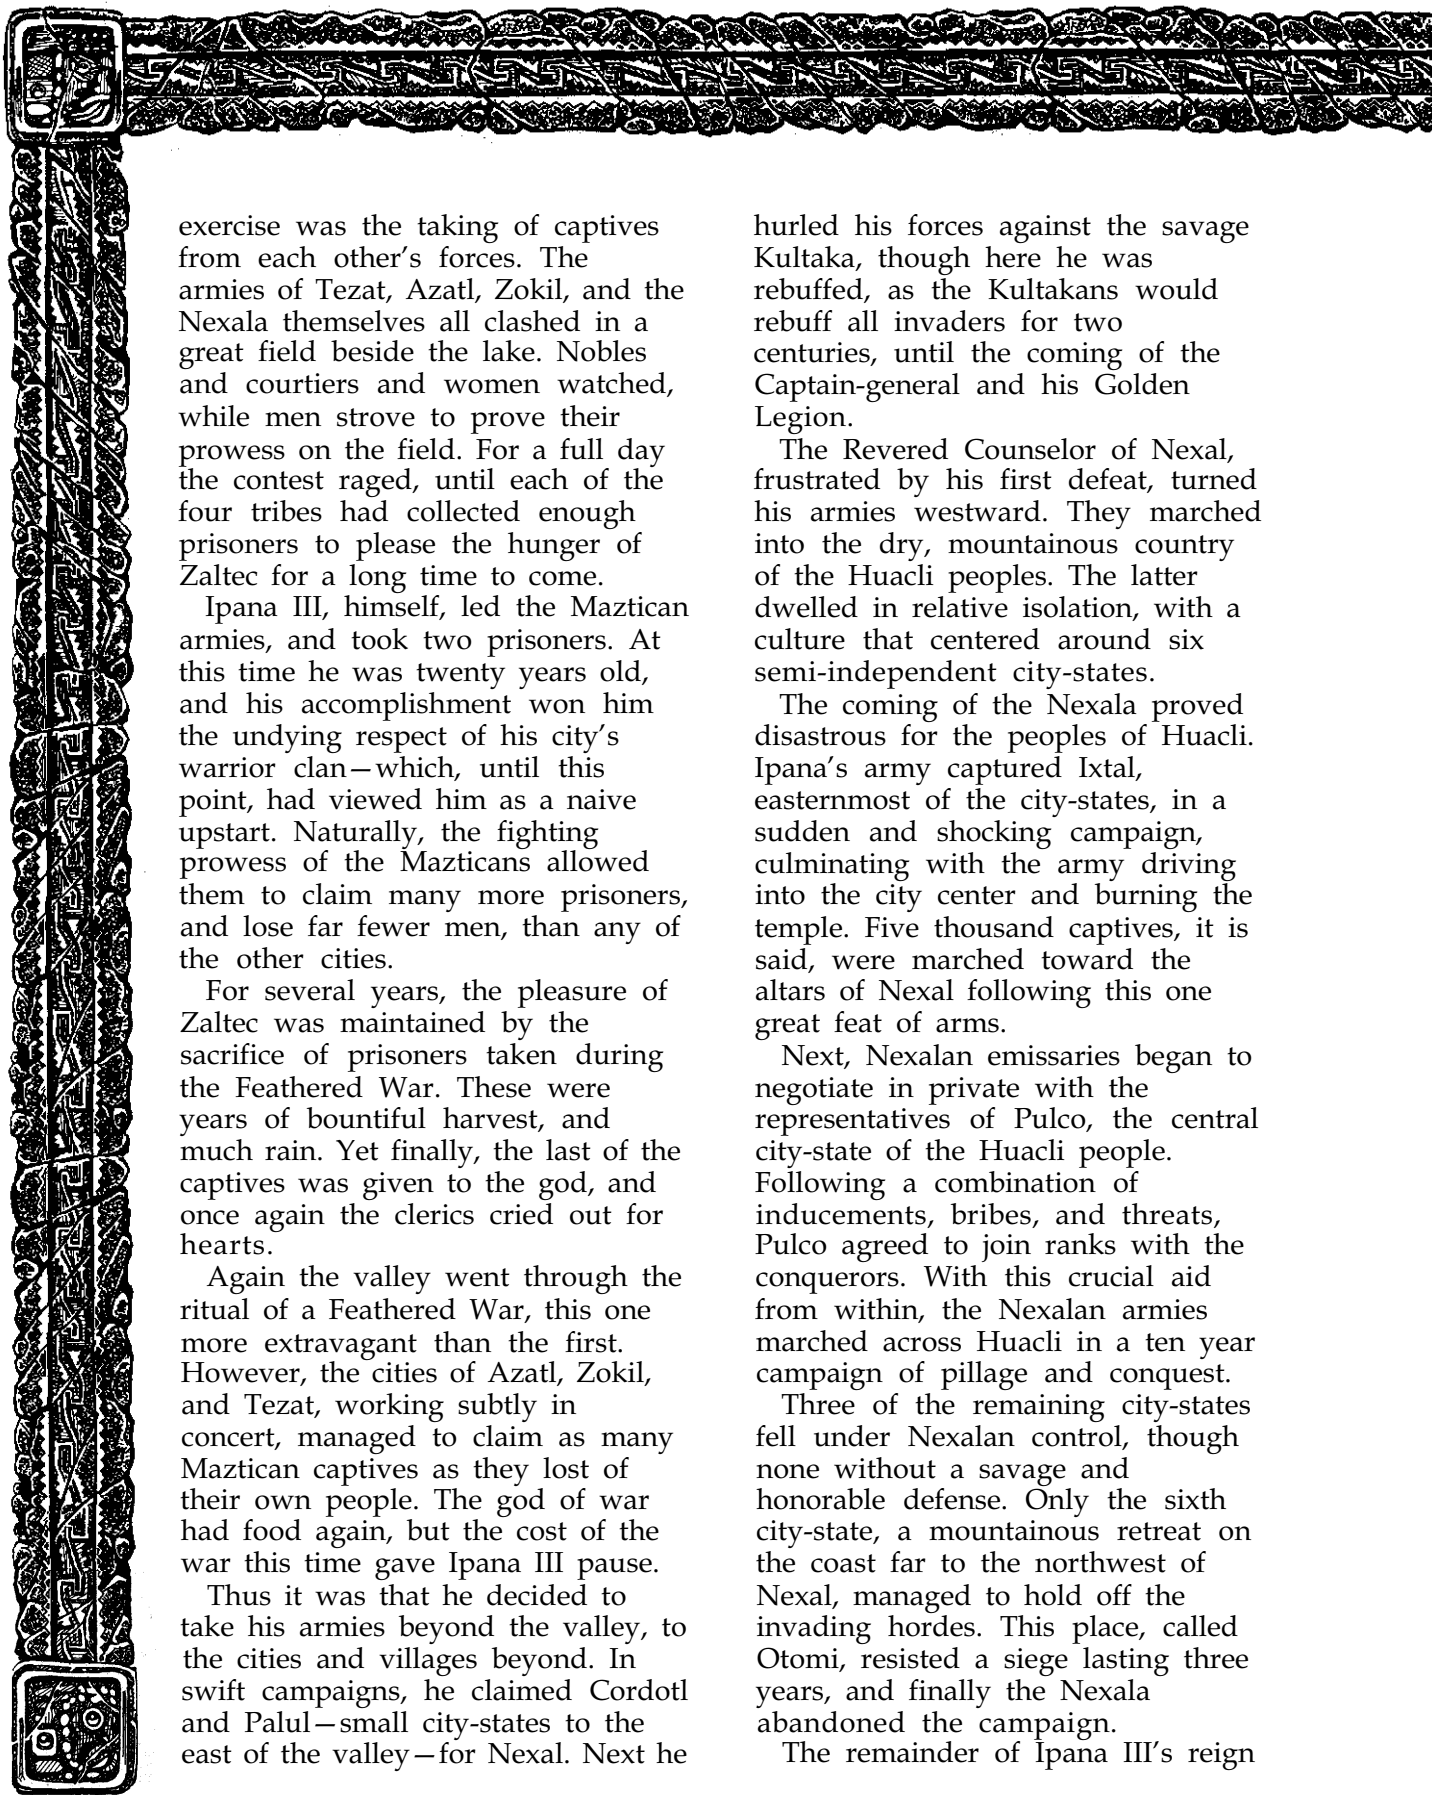 exercise was the taking of captives
from each other's forces. The
armies of Tezat, Azatl, Zokil, and the
Nexala themselves all clashed in a
great field beside the lake. Nobles
and courtiers and women watched,
while men strove to prove their
prowess on the field. For a full day
the contest raged, until each of the
four tribes had collected enough
prisoners to please the hunger of
Zaltec for a long time to come.
Ipana III, himself, led the Maztican
armies, and took two prisoners. At
this time he was twenty years old,
and his accomplishment won him
the undying respect of his city's
warrior clan—which, until this
point, had viewed him as a naive
upstart. Naturally, the fighting
prowess of the Mazticans allowed
them to claim many more prisoners,
and lose far fewer men, than any of
the other cities.
For several years, the pleasure of
Zaltec was maintained by the
sacrifice of prisoners taken during
the Feathered War. These were
years of bountiful harvest, and
much rain. Yet finally, the last of the
captives was given to the god, and
once again the clerics cried out for
hearts.
Again the valley went through the
ritual of a Feathered War, this one
more extravagant than the first.
However, the cities of Azatl, Zokil,
and Tezat, working subtly in
concert, managed to claim as many
Maztican captives as they lost of
their own people. The god of war
had food again, but the cost of the
war this time gave Ipana III pause.
Thus it was that he decided to
take his armies beyond the valley, to
the cities and villages beyond. In
swift campaigns, he claimed Cordotl
and Palul—small city-states to the
east of the valley—for Nexal. Next he
hurled his forces against the savage
Kultaka, though here he was
rebuffed, as the Kultakans would
rebuff all invaders for two
centuries, until the coming of the
Captain-general and his Golden
Legion.
The Revered Counselor of Nexal,
frustrated by his first defeat, turned
his armies westward. They marched
into the dry, mountainous country
of the Huacli peoples. The latter
dwelled in relative isolation, with a
culture that centered around six
semi-independent city-states.
The coming of the Nexala proved
disastrous for the peoples of Huacli.
Ipana's army captured Ixtal,
easternmost of the city-states, in a
sudden and shocking campaign,
culminating with the army driving
into the city center and burning the
temple. Five thousand captives, it is
said, were marched toward the
altars of Nexal following this one
great feat of arms.
Next, Nexalan emissaries began to
negotiate in private with the
representatives of Pulco, the central
city-state of the Huacli people.
Following a combination of
inducements, bribes, and threats,
Pulco agreed to join ranks with the
conquerors. With this crucial aid
from within, the Nexalan armies
marched across Huacli in a ten year
campaign of pillage and conquest.
Three of the remaining city-states
fell under Nexalan control, though
none without a savage and
honorable defense. Only the sixth
city-state, a mountainous retreat on
the coast far to the northwest of
Nexal, managed to hold off the
invading hordes. This place, called
Otomi, resisted a siege lasting three
years, and finally the Nexala
abandoned the campaign.
The remainder of Ipana III's reign